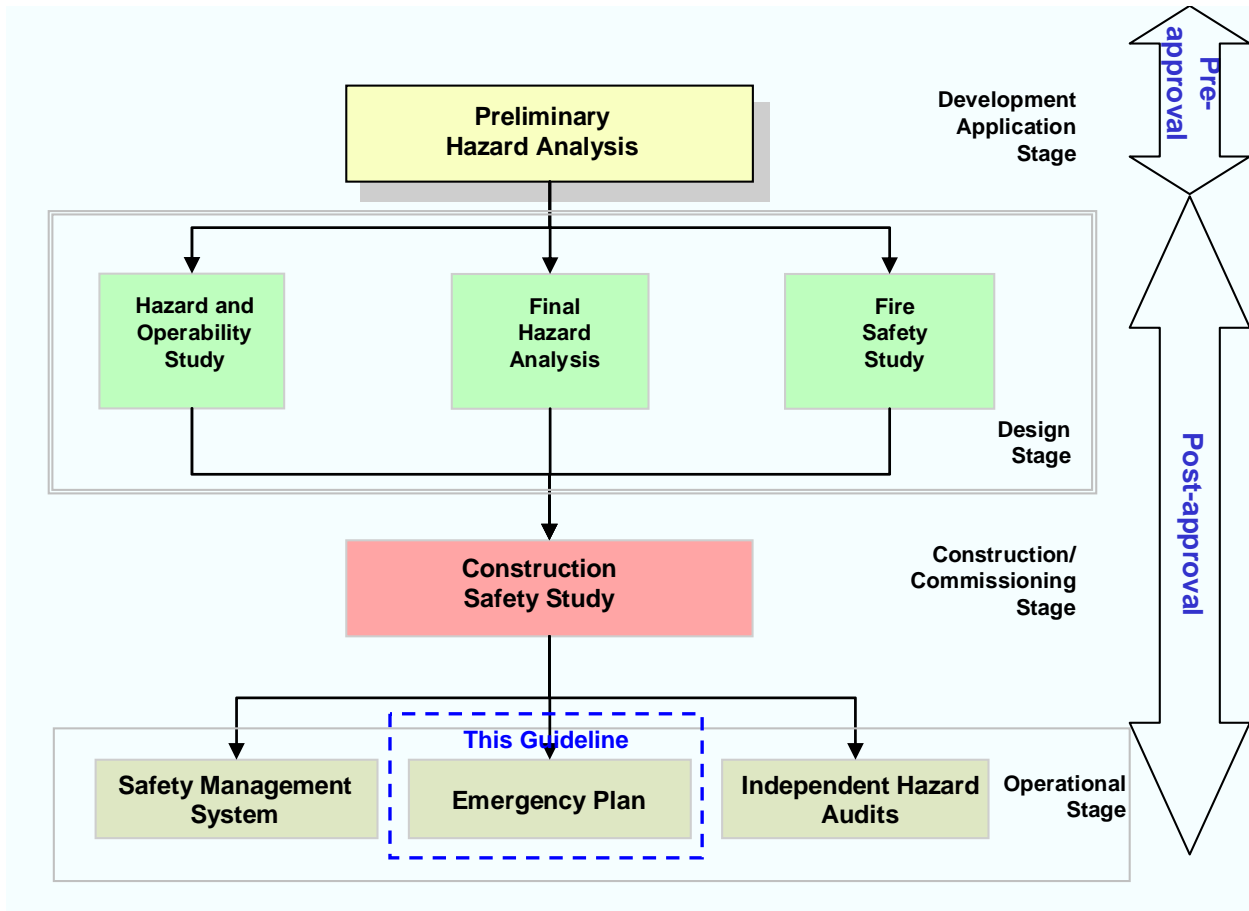 Preliminary
Hazard Analysis
Development
Application
Stage
Pre-
approval
Hazard and
Operability
Study
Final
Hazard
Analysis
Fire
Safety
Study
Design
Stage
Post-approval
Construction
Safety Study
Construction/
Commissioning
Stage
This Guideline
Safety Management
System
Emergency Plan
Independent Hazard
Audits
Operational
Stage